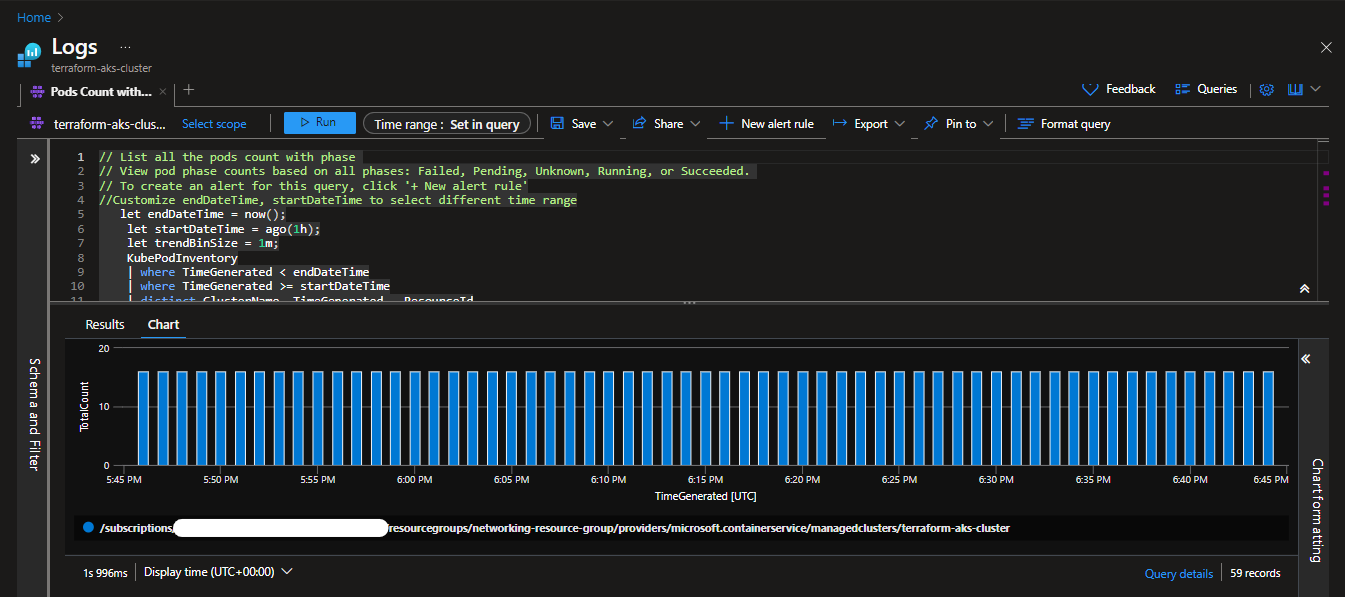 Home
Logs ...
terraform-aks-cluster
Pods Count with...
Feedback Queries
terraform-aks-clus... Select scope Run Time range : Set in query Save Share New alert rule Export Pin to Format query
1 // List all the pods count with phase
2 // View pod phase counts based on all phases: Failed, Pending, Unknown, Running, or Succeeded.
3 // To create an alert for this query, click '+ New alert rule'
4 //Customize endDateTime, startDateTime to select different time range
5 let endDateTime = now();
6 let startDateTime = ago(1h);
7 let trendBinSize = 1m;
8 KubePodInventory
9 | where TimeGenerated < endDateTime
10 | where TimeGenerated >= startDateTime
11 | distinct ClusterName, TimeGenerated, _ResourceId
Schema and Filter
Results Chart
TotalCount
20
10
0
5:45 PM 5:50 PM 5:55 PM 6:00 PM 6:05 PM 6:10 PM 6:15 PM 6:20 PM 6:25 PM 6:30 PM 6:35 PM 6:40 PM 6:45 PM
TimeGenerated [UTC]
/subscriptions/ /resourcegroups/networking-resource-group/providers/microsoft.containerservice/managedclusters/terraform-aks-cluster
Chart formatting
1s 996ms Display time (UTC+00:00) Query details 59 records